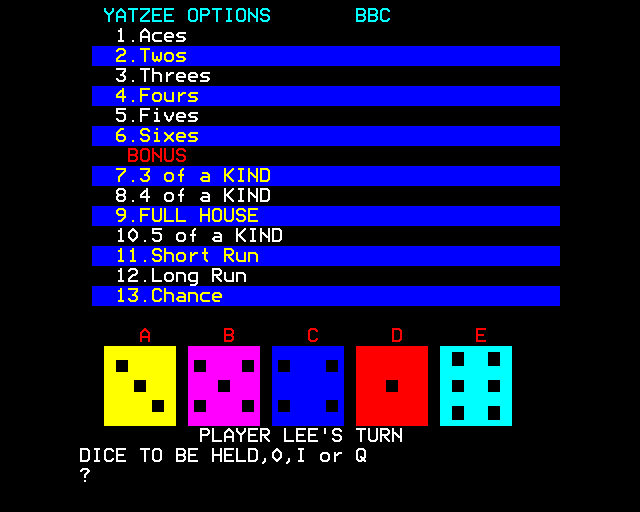 YATZEE OPTIONS BBC
1.Aces
2.Twos
3.Threes
4.Fours
5.Fives
6.Sixes
BONUS
7.3 of a KIND
8.4 of a KIND
9.FULL HOUSE
10.5 of a KIND
11.Short Run
12.Long Run
13.Chance
A B C D E
PLAYER LEE'S TURN
DICE TO BE HELD,O,I or Q
?